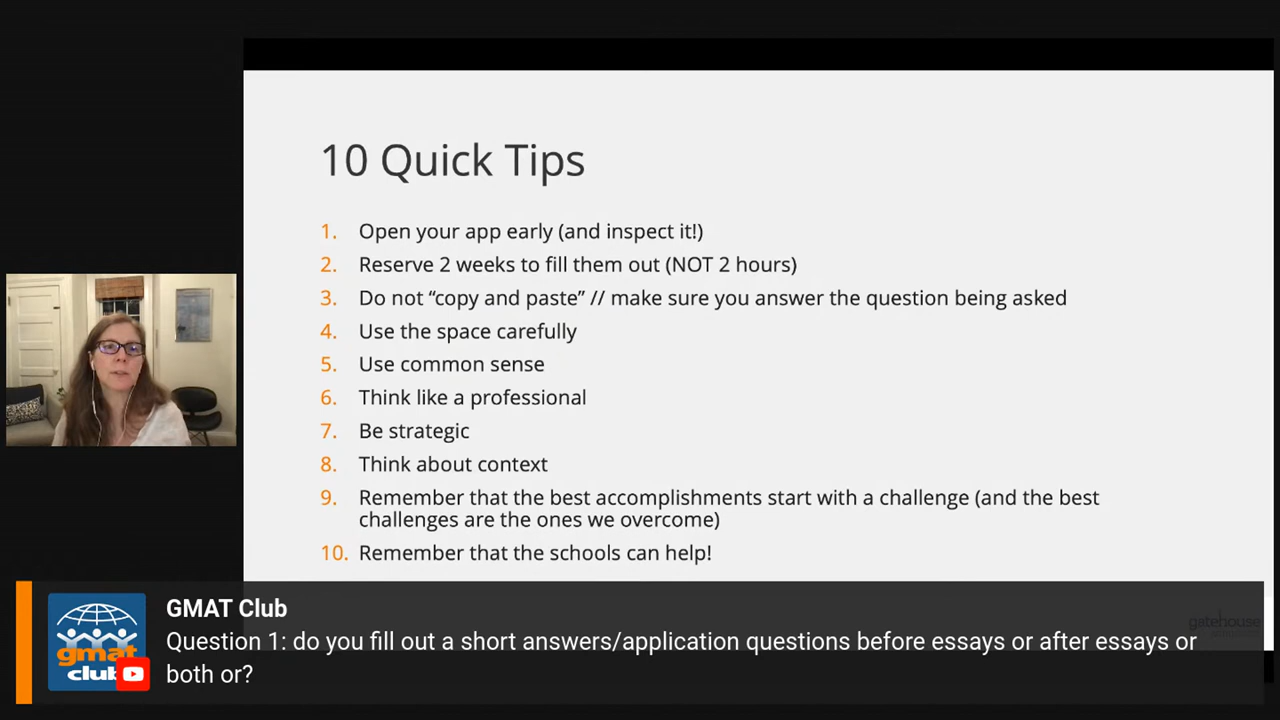 10 Quick Tips
1. Open your app early (and inspect it!)
2. Reserve 2 weeks to fill them out (NOT 2 hours)
3. Do not “copy and paste” // make sure you answer the question being asked
4. Use the space carefully
5. Use common sense
6. Think like a professional
7. Be strategic
8. Think about context
9. Remember that the best accomplishments start with a challenge (and the best
challenges are the ones we overcome)
10. Remember that the schools can help!
gatehouse
gmat
club
GMAT Club
Question 1: do you fill out a short answers/application questions before essays or after essays or
both or?